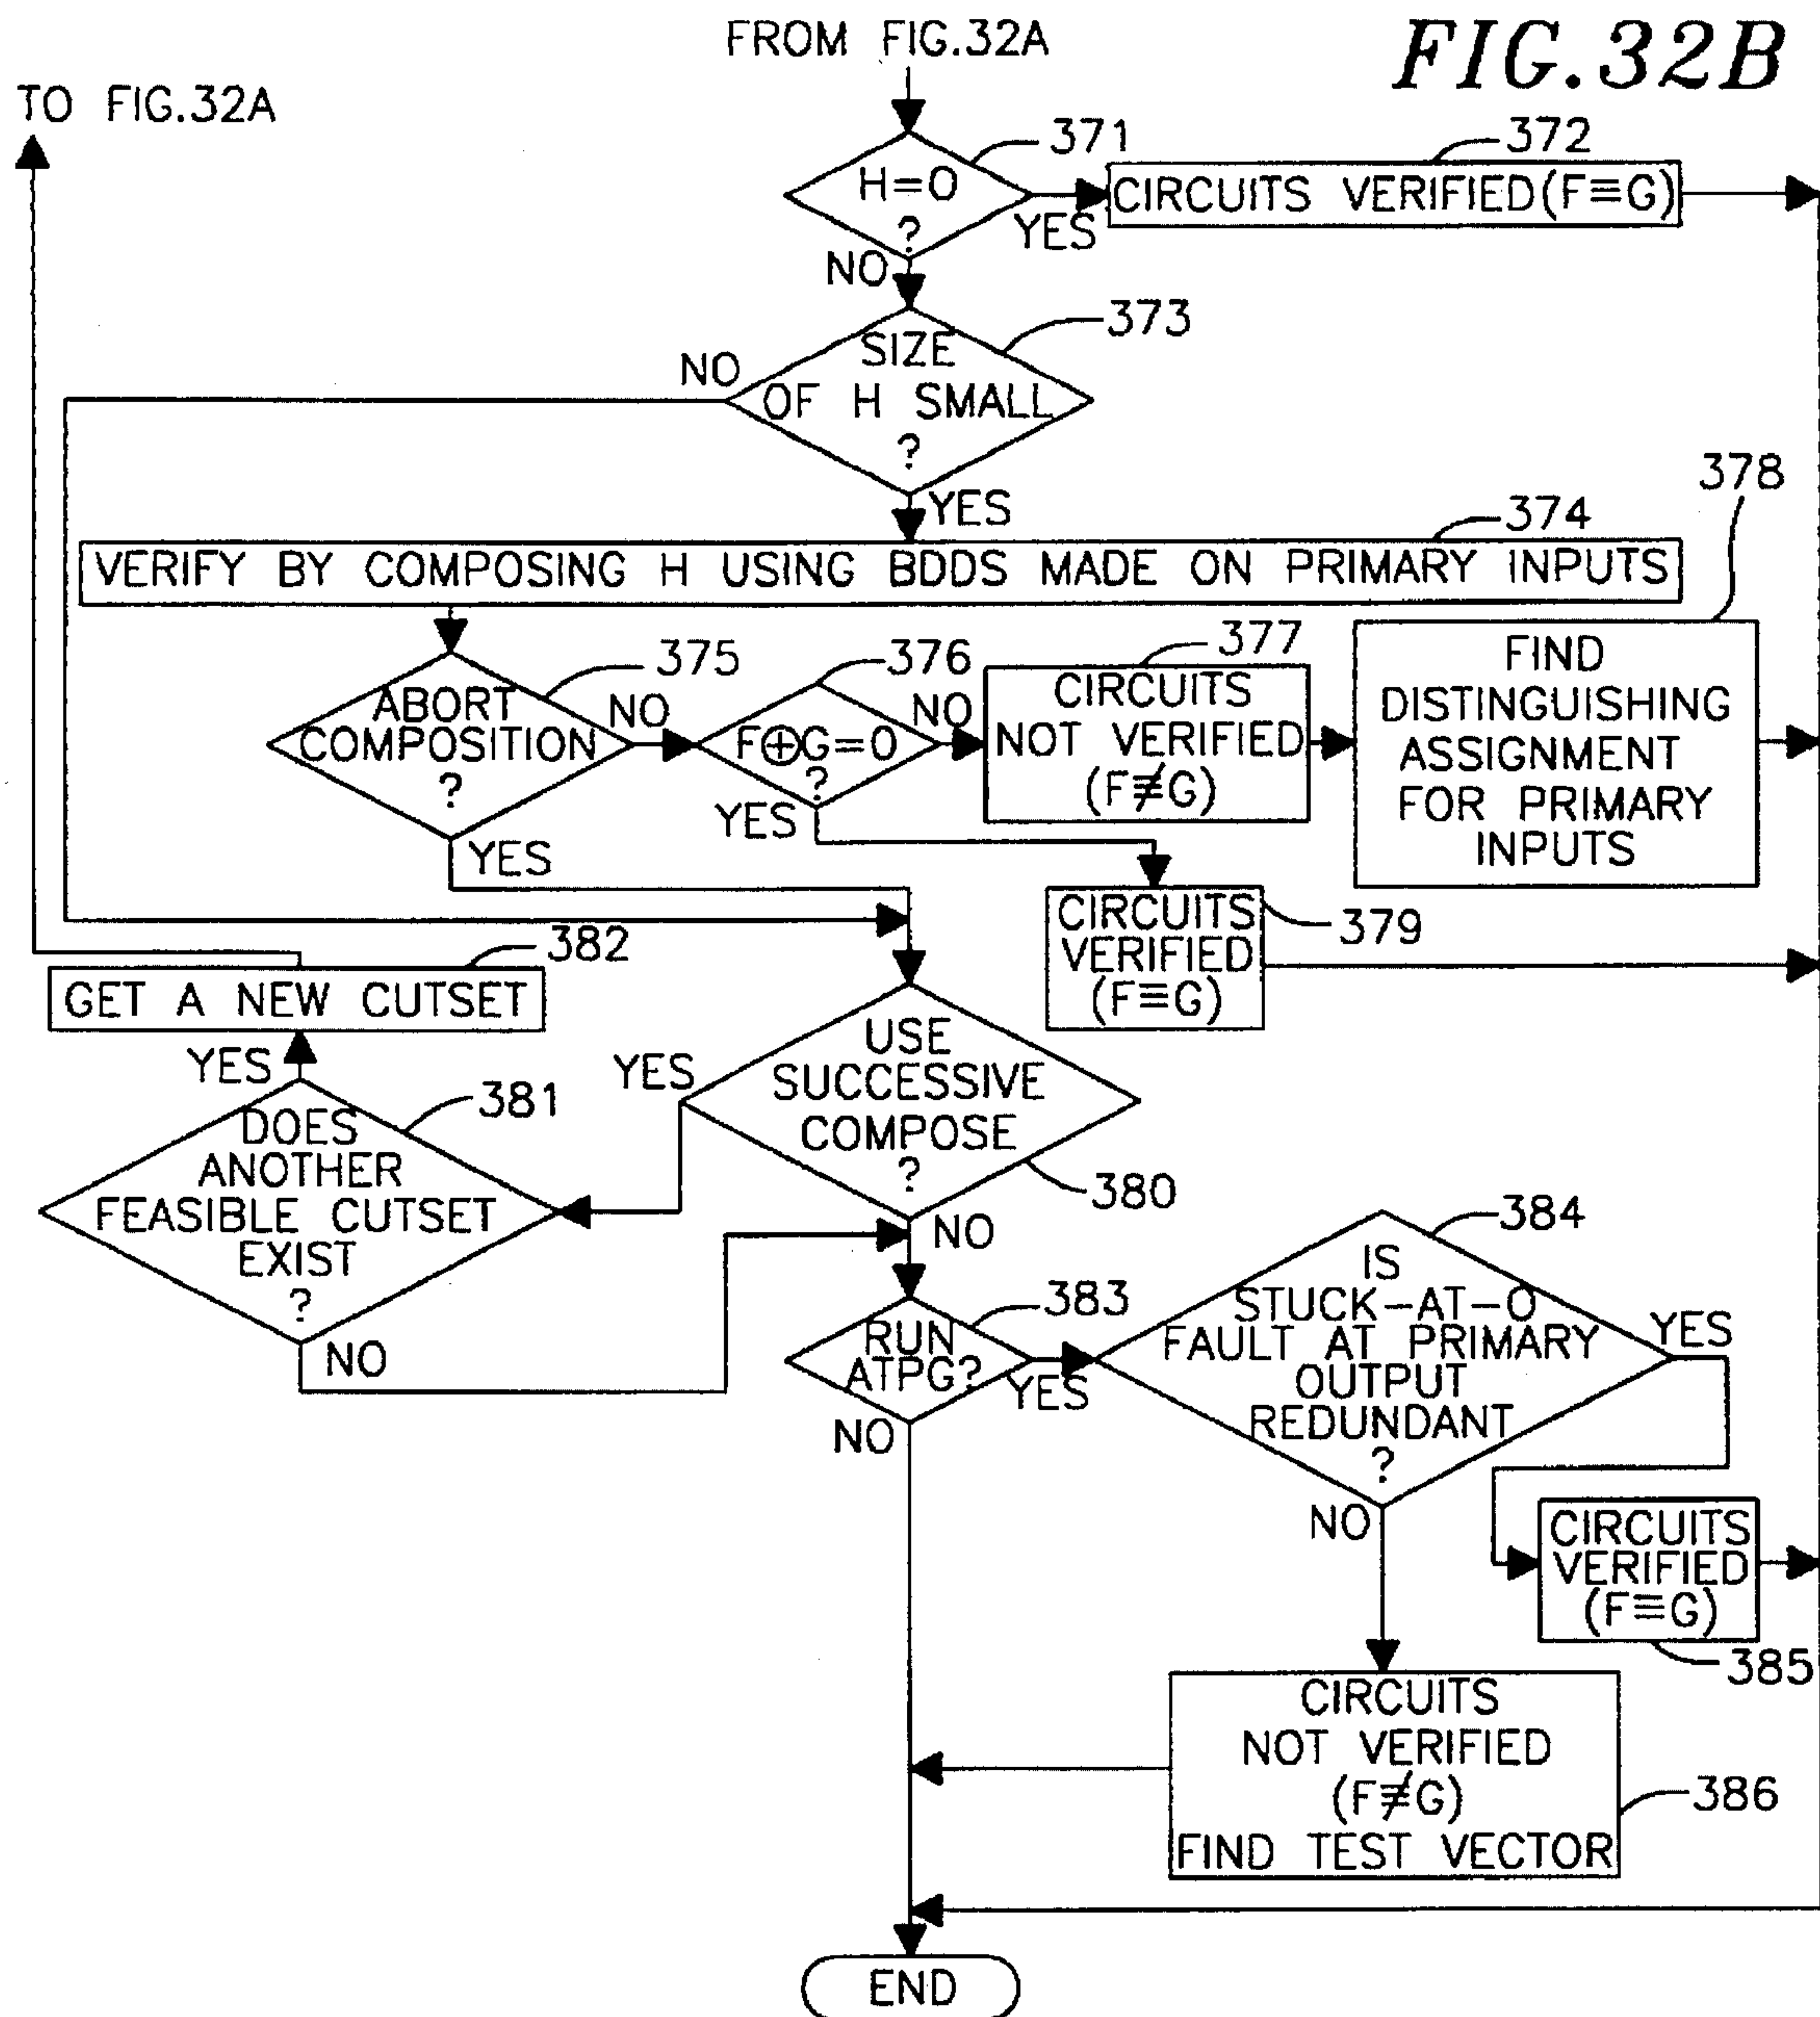 FROM FIG.32A
FIG.32B
TO FIG.32A
371
H=0
?
YES
NO
372
CIRCUITS VERIFIED(F≡G)
373
SIZE
OF H SMALL
?
NO
YES
374
VERIFY BY COMPOSING H USING BDDS MADE ON PRIMARY INPUTS
375
ABORT
COMPOSITION
?
NO
YES
376
F⊕G=0
?
NO
YES
377
CIRCUITS
NOT VERIFIED
(F≢G)
378
FIND
DISTINGUISHING
ASSIGNMENT
FOR PRIMARY
INPUTS
379
CIRCUITS
VERIFIED
(F≡G)
382
GET A NEW CUTSET
YES
381
DOES
ANOTHER
FEASIBLE CUTSET
EXIST
?
NO
YES
USE
SUCCESSIVE
COMPOSE
?
380
NO
383
RUN
ATPG?
YES
NO
384
IS
STUCK-AT-0
FAULT AT PRIMARY
OUTPUT
REDUNDANT
?
YES
NO
CIRCUITS
VERIFIED
(F≡G)
385
CIRCUITS
NOT VERIFIED
(F≢G)
FIND TEST VECTOR
386
END